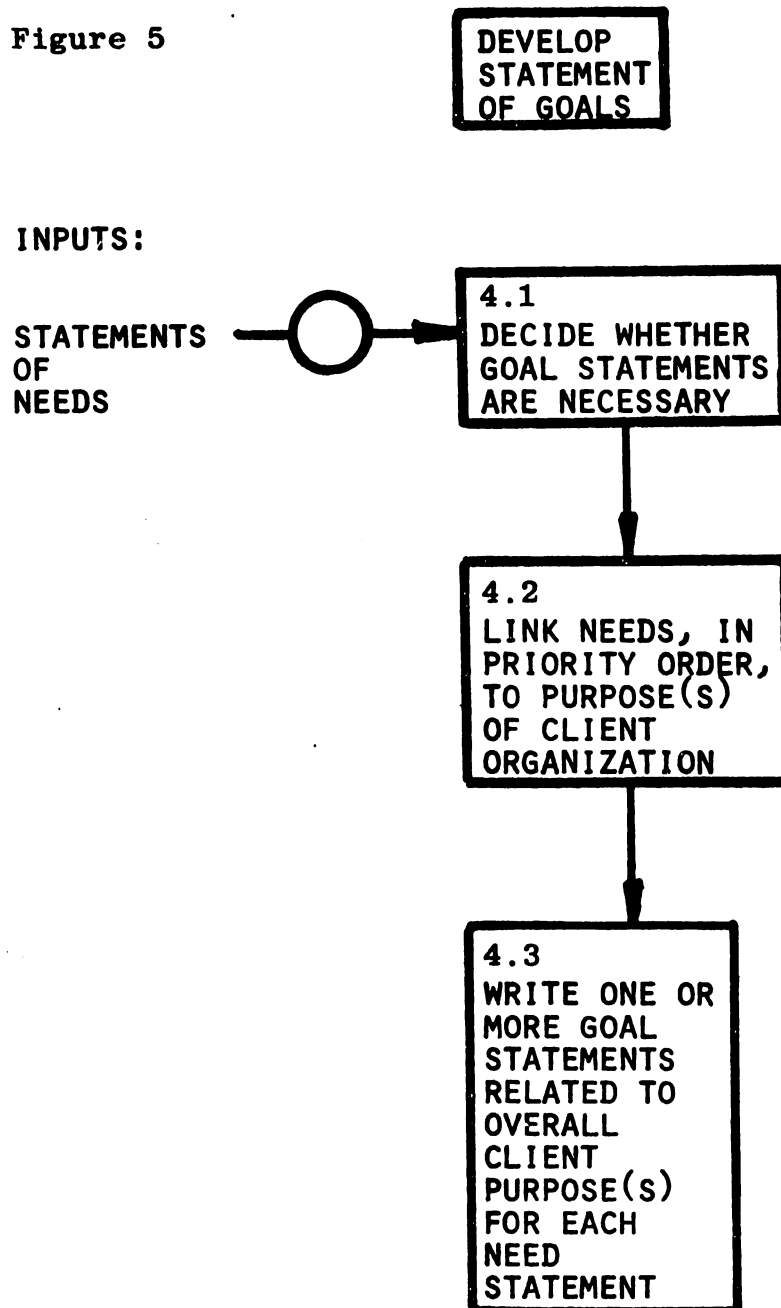 Figure 5
DEVELOP
STATEMENT
OF GOALS
INPUTS:
STATEMENTS
OF
NEEDS
4.1
DECIDE WHETHER
GOAL STATEMENTS
ARE NECESSARY
4.2
LINK NEEDS, IN
PRIORITY ORDER,
TO PURPOSE(S)
OF CLIENT
ORGANIZATION
4.3
WRITE ONE OR
MORE GOAL
STATEMENTS
RELATED TO
OVERALL
CLIENT
PURPOSE(S)
FOR EACH
NEED
STATEMENT